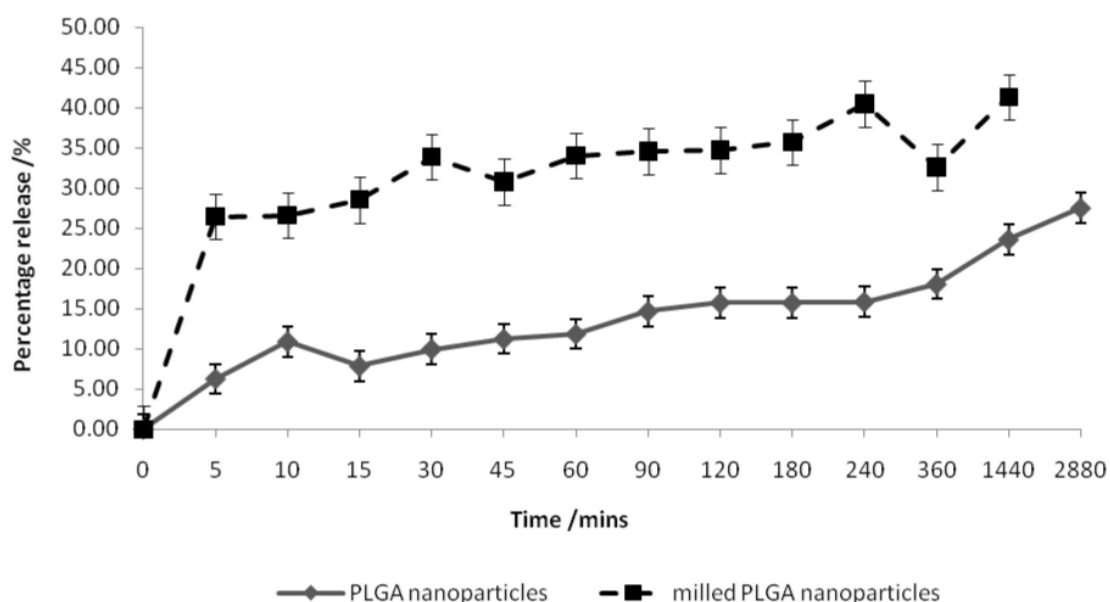 50.00
45.00
40.00
35.00
30.00
25.00
20.00
15.00
10.00
5.00
0.00
Percentage release /%
0 5 10 15 30 45 60 90 120 180 240 360 1440 2880
Time /mins
PLGA nanoparticles milled PLGA nanoparticles